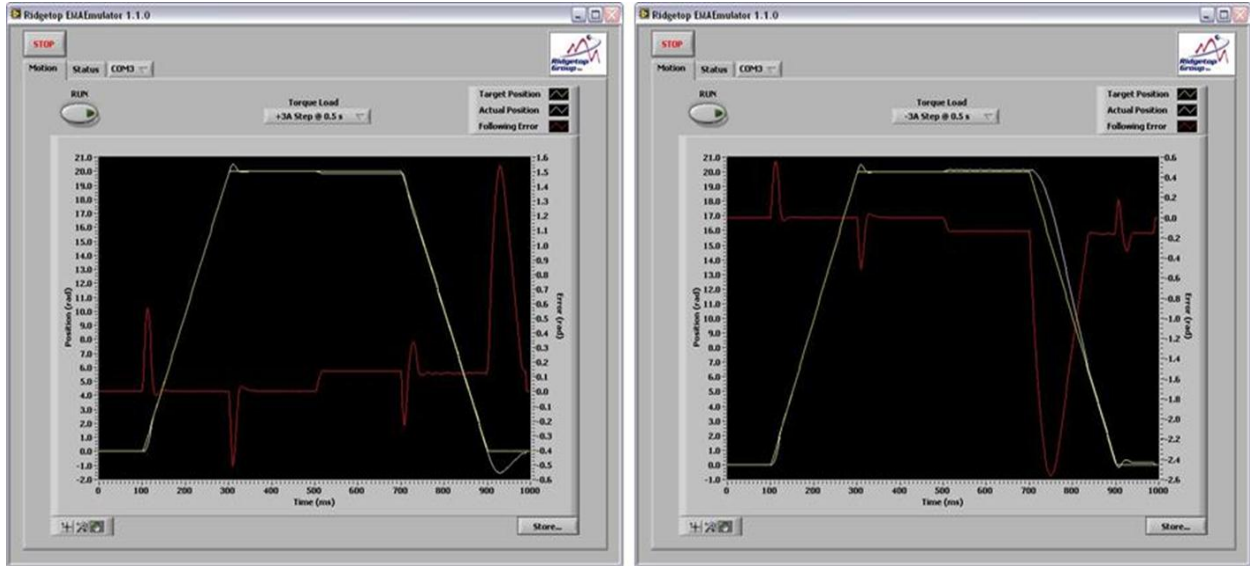 Ridgetop EMAEmulator 1.1.0
STOP
Ridgetop
Group Inc
Motion Status COM3
RUN
Torque Load
+3A Step @ 0.5 s
Target Position
Actual Position
Following Error
21.0
20.0
19.0
18.0
17.0
16.0
15.0
14.0
13.0
12.0
11.0
10.0
9.0
8.0
7.0
6.0
5.0
4.0
3.0
2.0
1.0
0.0
-1.0
-2.0
Position (rad)
1.6
1.5
1.4
1.3
1.2
1.1
1.0
0.9
0.8
0.7
0.6
0.5
0.4
0.3
0.2
0.1
0.0
-0.1
-0.2
-0.3
-0.4
-0.5
-0.6
Error (rad)
0 100 200 300 400 500 600 700 800 900 1000
Time (ms)
Store...
Ridgetop EMAEmulator 1.1.0
STOP
Ridgetop
Group Inc
Motion Status COM3
RUN
Torque Load
-3A Step @ 0.5 s
Target Position
Actual Position
Following Error
21.0
20.0
19.0
18.0
17.0
16.0
15.0
14.0
13.0
12.0
11.0
10.0
9.0
8.0
7.0
6.0
5.0
4.0
3.0
2.0
1.0
0.0
-1.0
Position (rad)
0.6
0.4
0.2
0.0
-0.2
-0.4
-0.6
-0.8
-1.0
-1.2
-1.4
-1.6
-1.8
-2.0
-2.2
-2.4
-2.6
Error (rad)
0 100 200 300 400 500 600 700 800 900 1000
Time (ms)
Store...